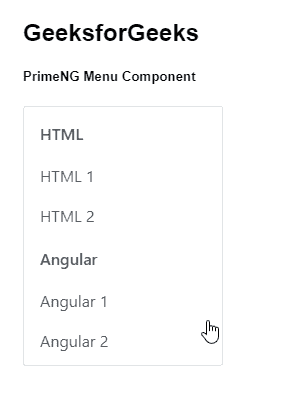 GeeksforGeeks
PrimeNG Menu Component
HTML
HTML 1
HTML 2
Angular
Angular 1
Angular 2